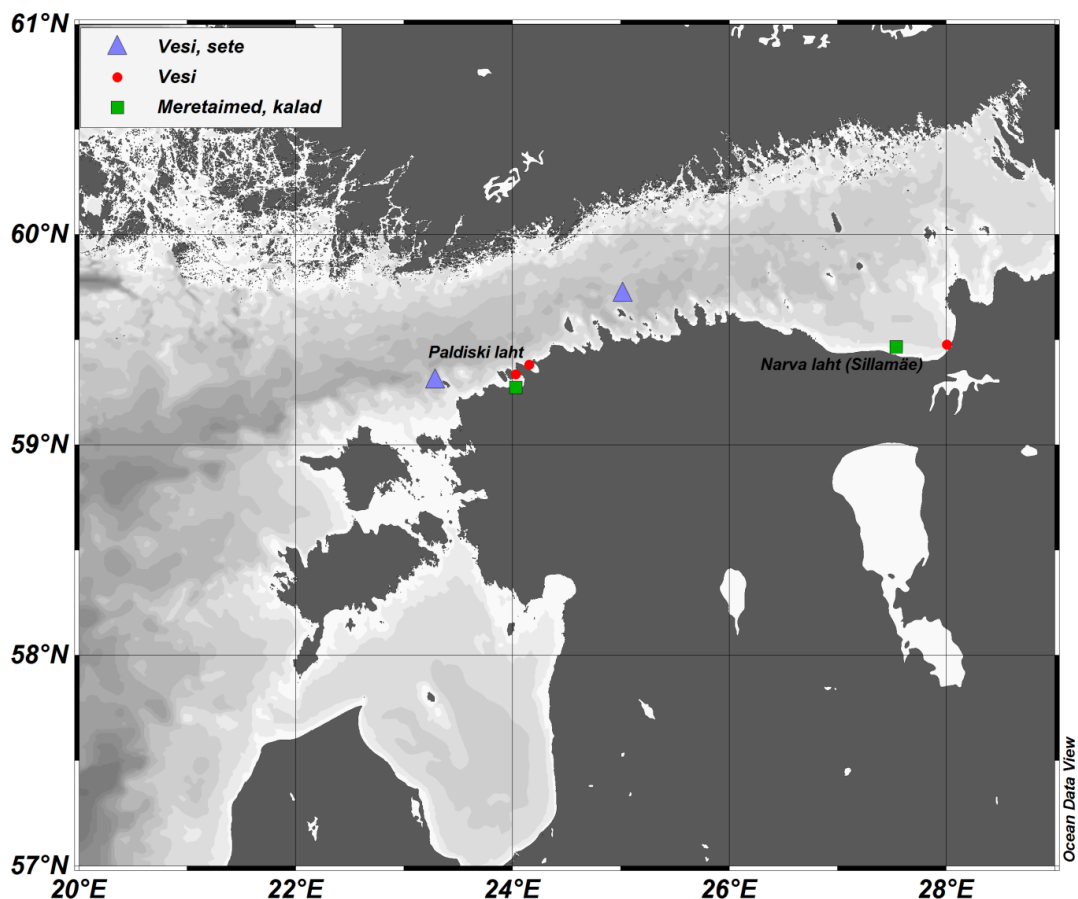 61°N
Vesi, sete
Vesi
Meretaimed, kalad
60°N
Paldiski laht
Narva laht (Sillamäe)
59°N
58°N
57°N
20°E 22°E 24°E 26°E 28°E
Ocean Data View